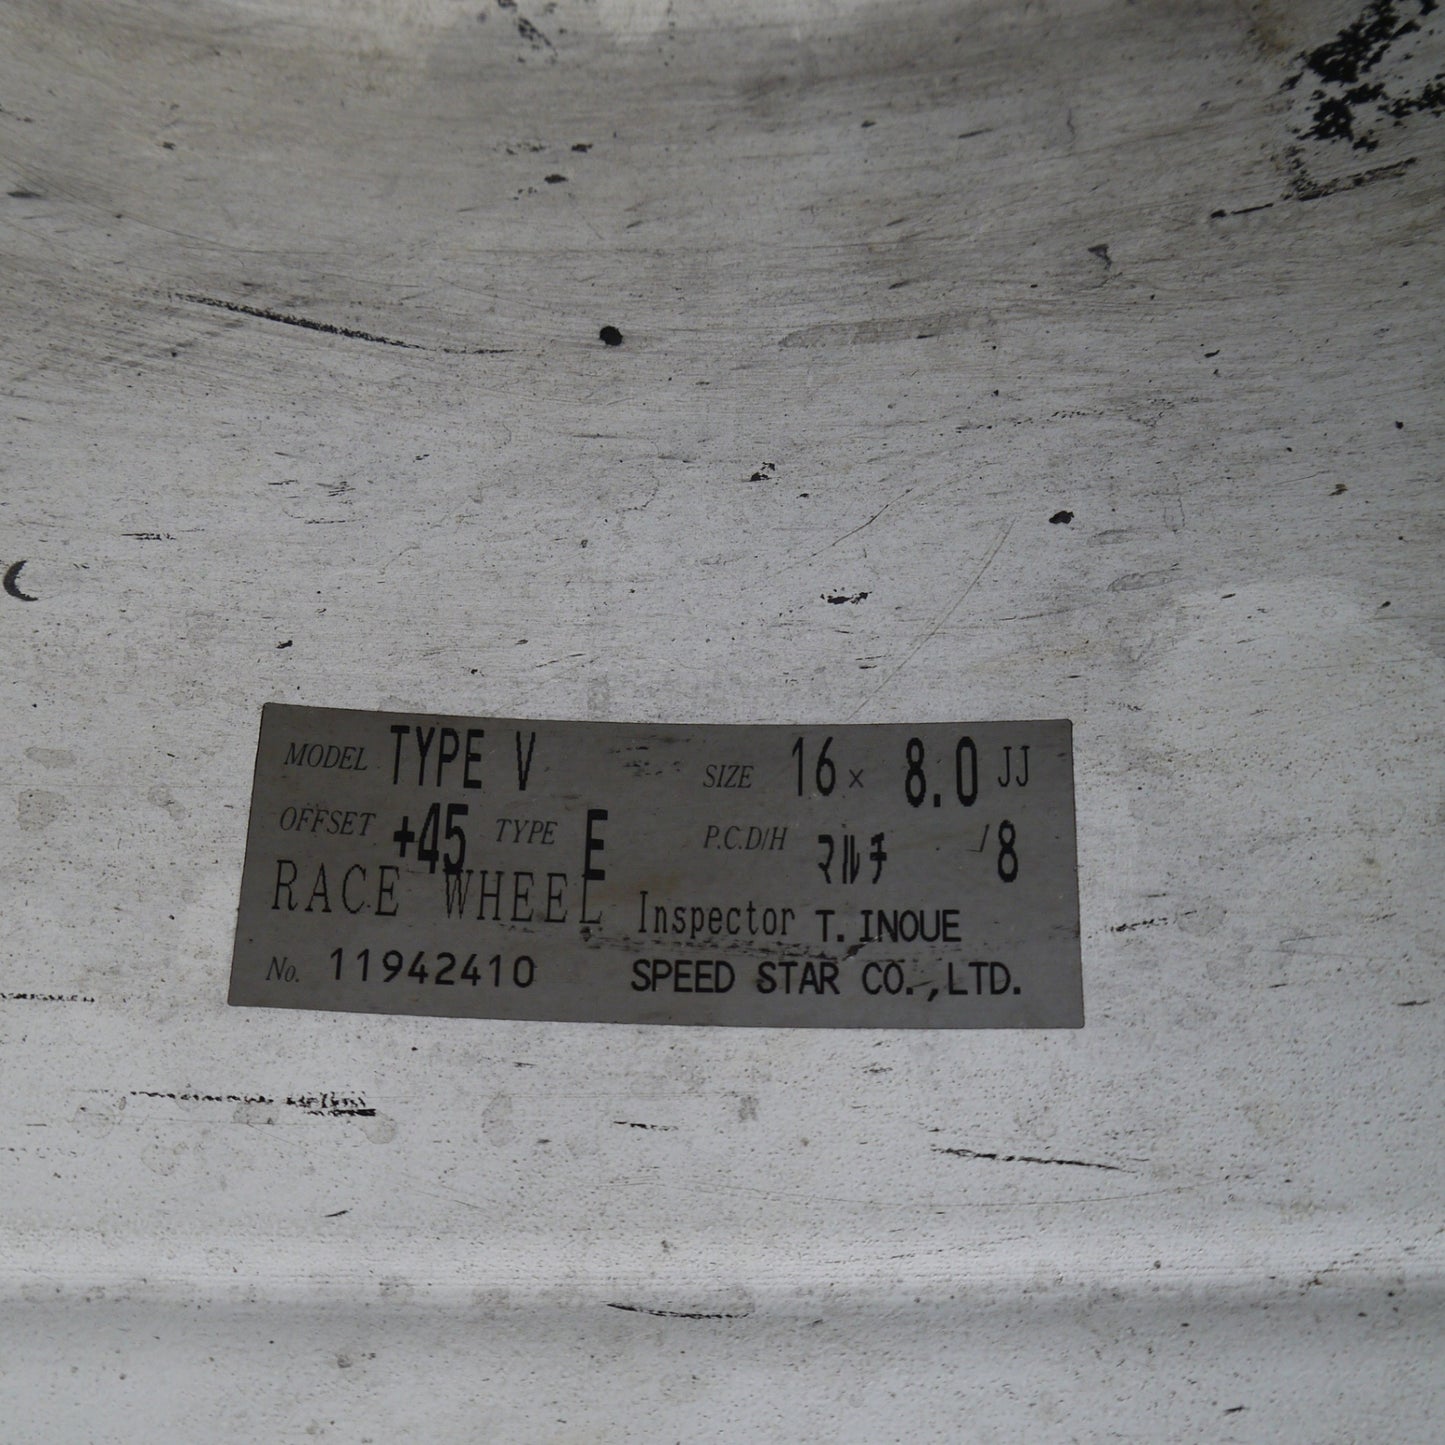 MODEL TYPE V SIZE 16 × 8.0 JJ
OFFSET +45 TYPE E P.C.D/H マルチ /8
RACE WHEEL Inspector T. INOUE
No. 11942410 SPEED STAR CO.,LTD.